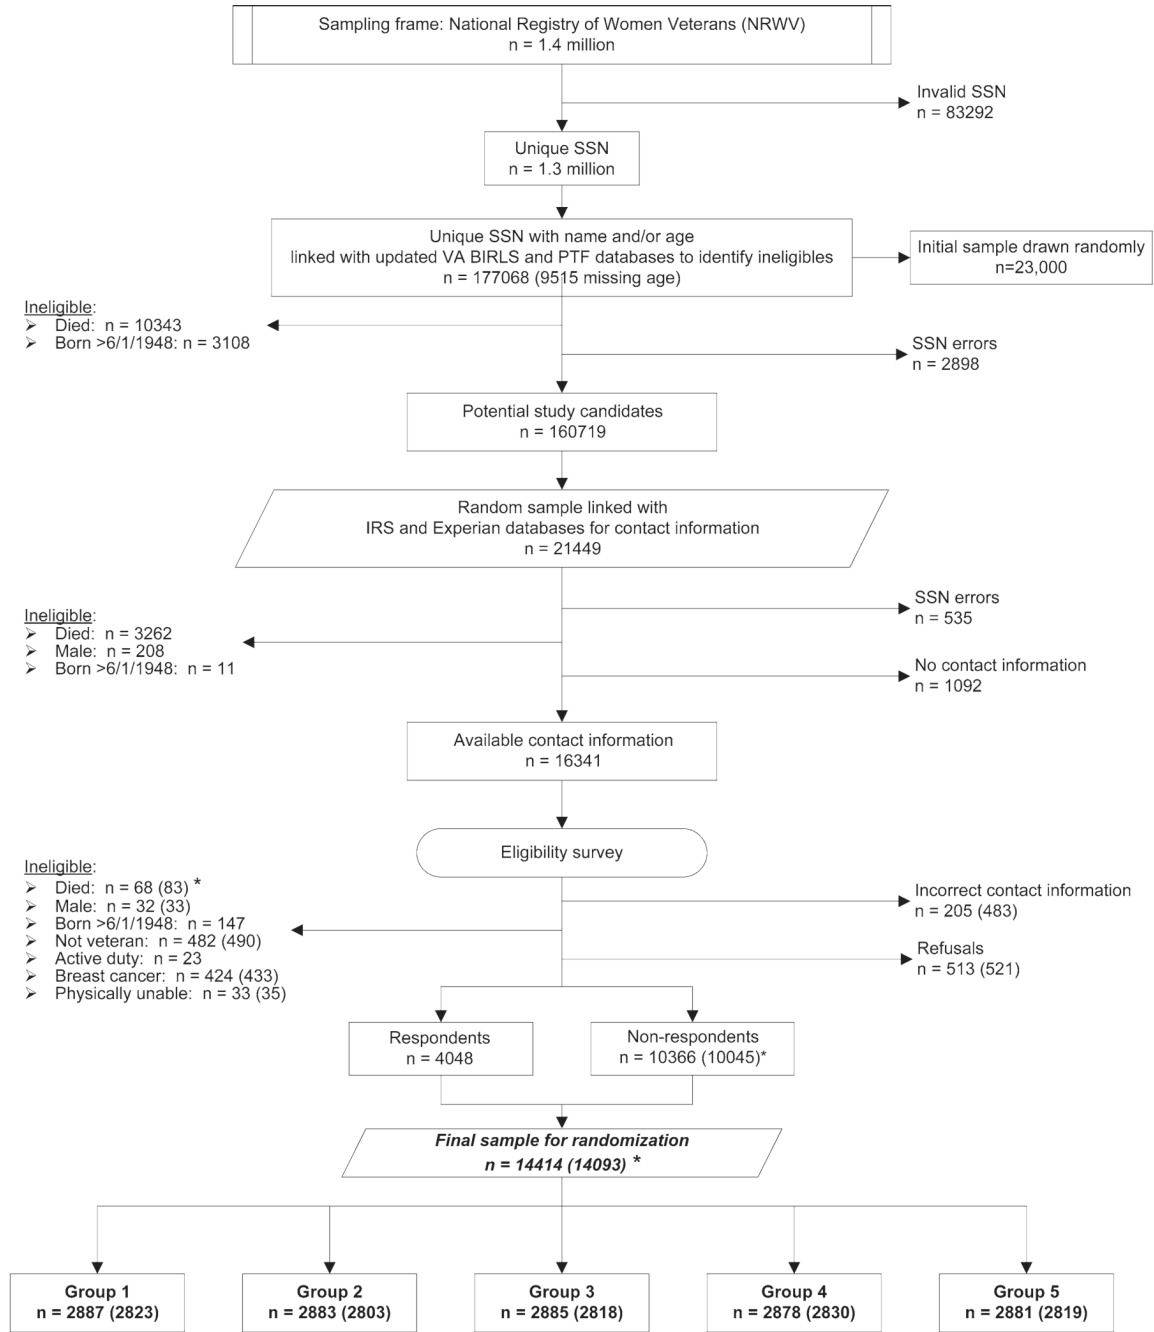 Sampling frame: National Registry of Women Veterans (NRWV)
n = 1.4 million
Invalid SSN
n = 83292
Unique SSN
n = 1.3 million
Unique SSN with name and/or age
linked with updated VA BIRLS and PTF databases to identify ineligibles
n = 177068 (9515 missing age)
Initial sample drawn randomly
n=23,000
Ineligible:
➢ Died: n = 10343
➢ Born >6/1/1948: n = 3108
SSN errors
n = 2898
Potential study candidates
n = 160719
Random sample linked with
IRS and Experian databases for contact information
n = 21449
Ineligible:
➢ Died: n = 3262
➢ Male: n = 208
➢ Born >6/1/1948: n = 11
SSN errors
n = 535
No contact information
n = 1092
Available contact information
n = 16341
Eligibility survey
Ineligible:
➢ Died: n = 68 (83) *
➢ Male: n = 32 (33)
➢ Born >6/1/1948: n = 147
➢ Not veteran: n = 482 (490)
➢ Active duty: n = 23
➢ Breast cancer: n = 424 (433)
➢ Physically unable: n = 33 (35)
Incorrect contact information
n = 205 (483)
Refusals
n = 513 (521)
Respondents
n = 4048
Non-respondents
n = 10366 (10045)*
Final sample for randomization
n = 14414 (14093) *
Group 1
n = 2887 (2823)
Group 2
n = 2883 (2803)
Group 3
n = 2885 (2818)
Group 4
n = 2878 (2830)
Group 5
n = 2881 (2819)